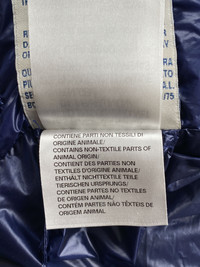 CONTIENE PARTI NON TESSILI DI
ORIGINE ANIMALE/
CONTAINS NON-TEXTILE PARTS OF
ANIMAL ORIGIN/
CONTIENT DES PARTIES NON
TEXTILES D'ORIGINE ANIMALE/
ENTHÄLT NICHTTEXTILE TEILE
TIERISCHEN URSPRUNGS/
CONTIENE PARTES NO TEXTILES
DE ORIGEN ANIMAL/
CONTÉM PARTES NÃO TÊXTEIS DE
ORIGEM ANIMAL